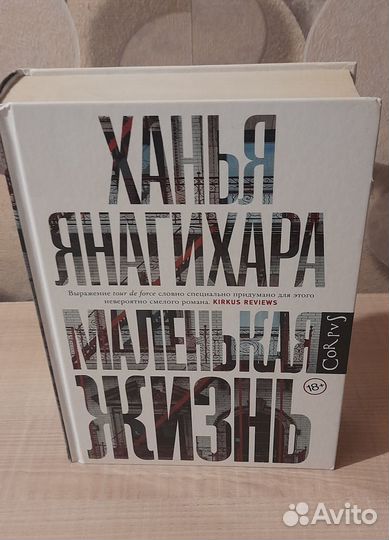 ХАНЬЯ
ЯНАГИХАРА
Выражение tour de force словно специально придумано для этого
невероятно смелого романа. KIRKUS REVIEWS
МАЛЕНЬКАЯ
ЖИЗНЬ
CORPVS
18+
Avito